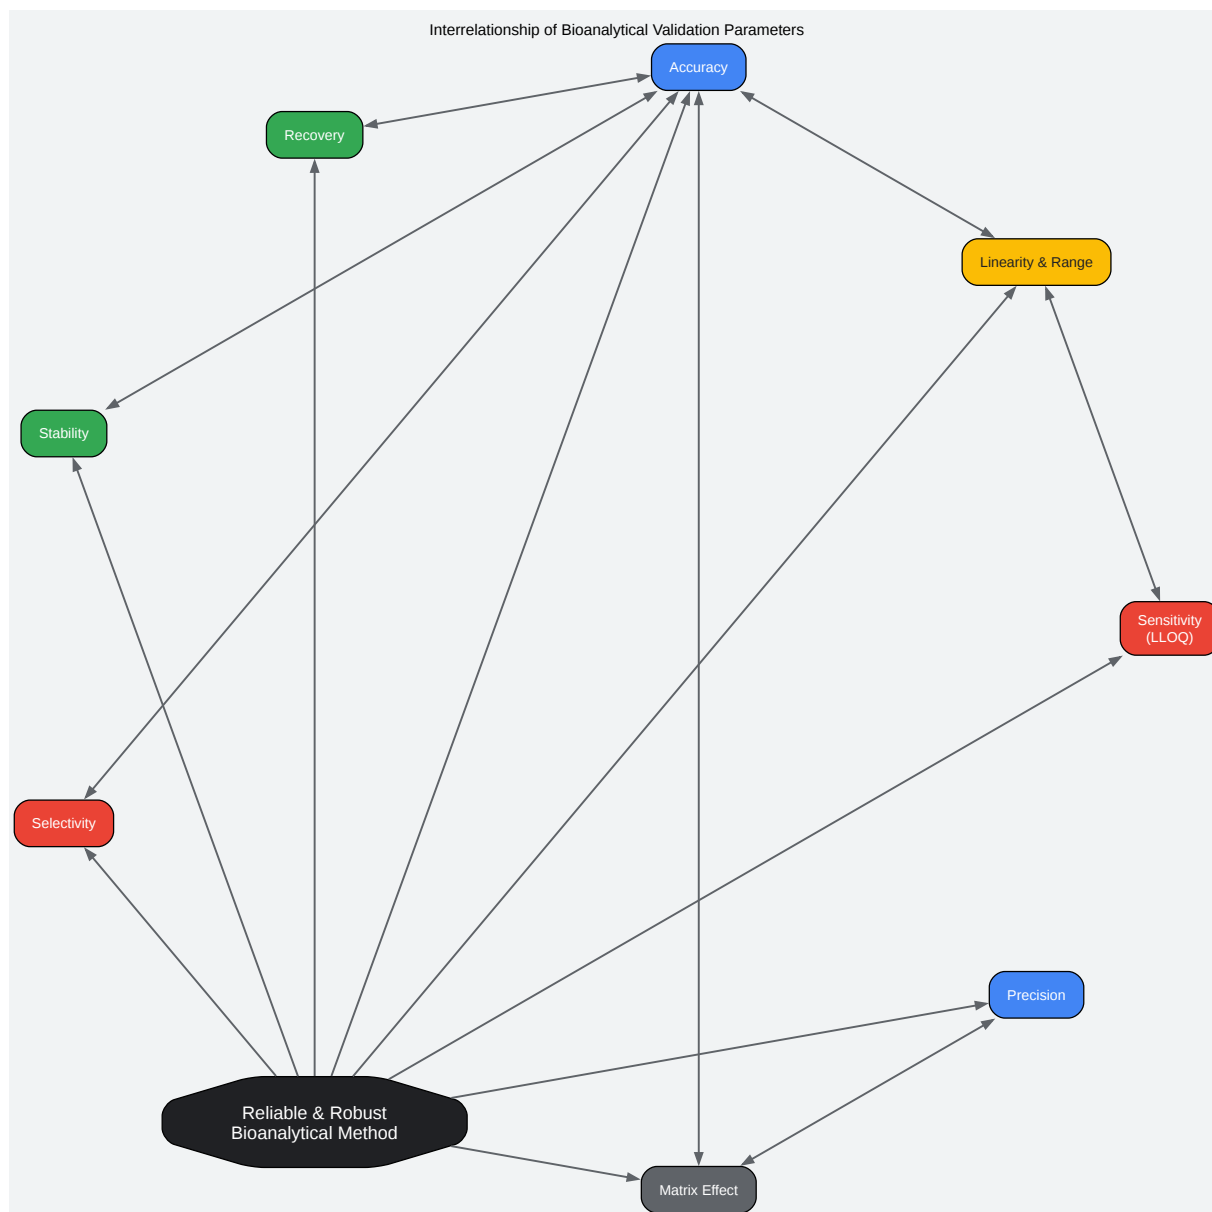 Interrelationship of Bioanalytical Validation Parameters
Accuracy
Recovery
Linearity & Range
Stability
Sensitivity
(LLOQ)
Selectivity
Precision
Reliable & Robust
Bioanalytical Method
Matrix Effect